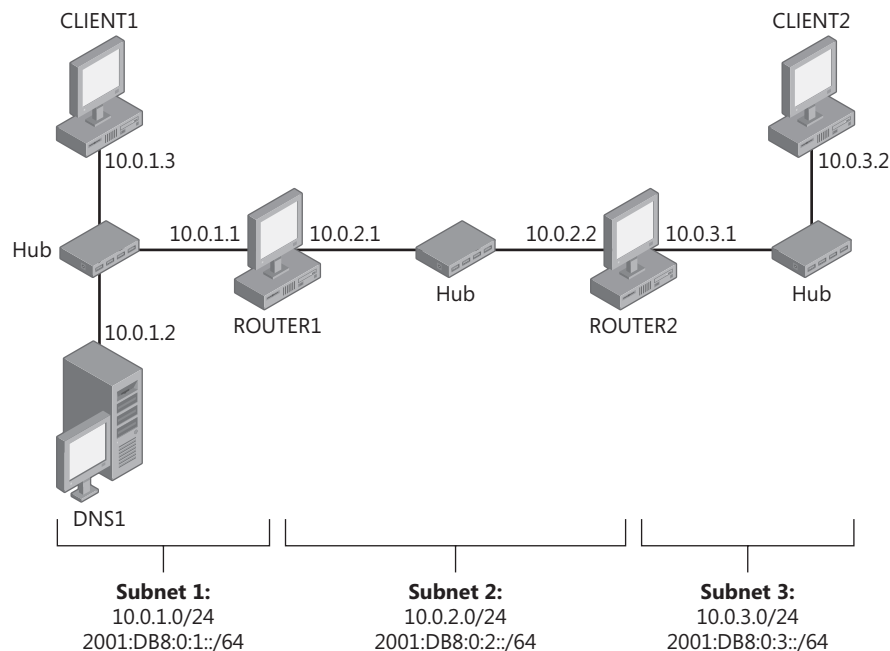 CLIENT1
CLIENT2
10.0.1.3
10.0.3.2
Hub
10.0.1.1
10.0.2.1
10.0.2.2
10.0.3.1
Hub
Hub
ROUTER1
ROUTER2
10.0.1.2
DNS1
Subnet 1:
10.0.1.0/24
2001:DB8:0:1::/64
Subnet 2:
10.0.2.0/24
2001:DB8:0:2::/64
Subnet 3:
10.0.3.0/24
2001:DB8:0:3::/64